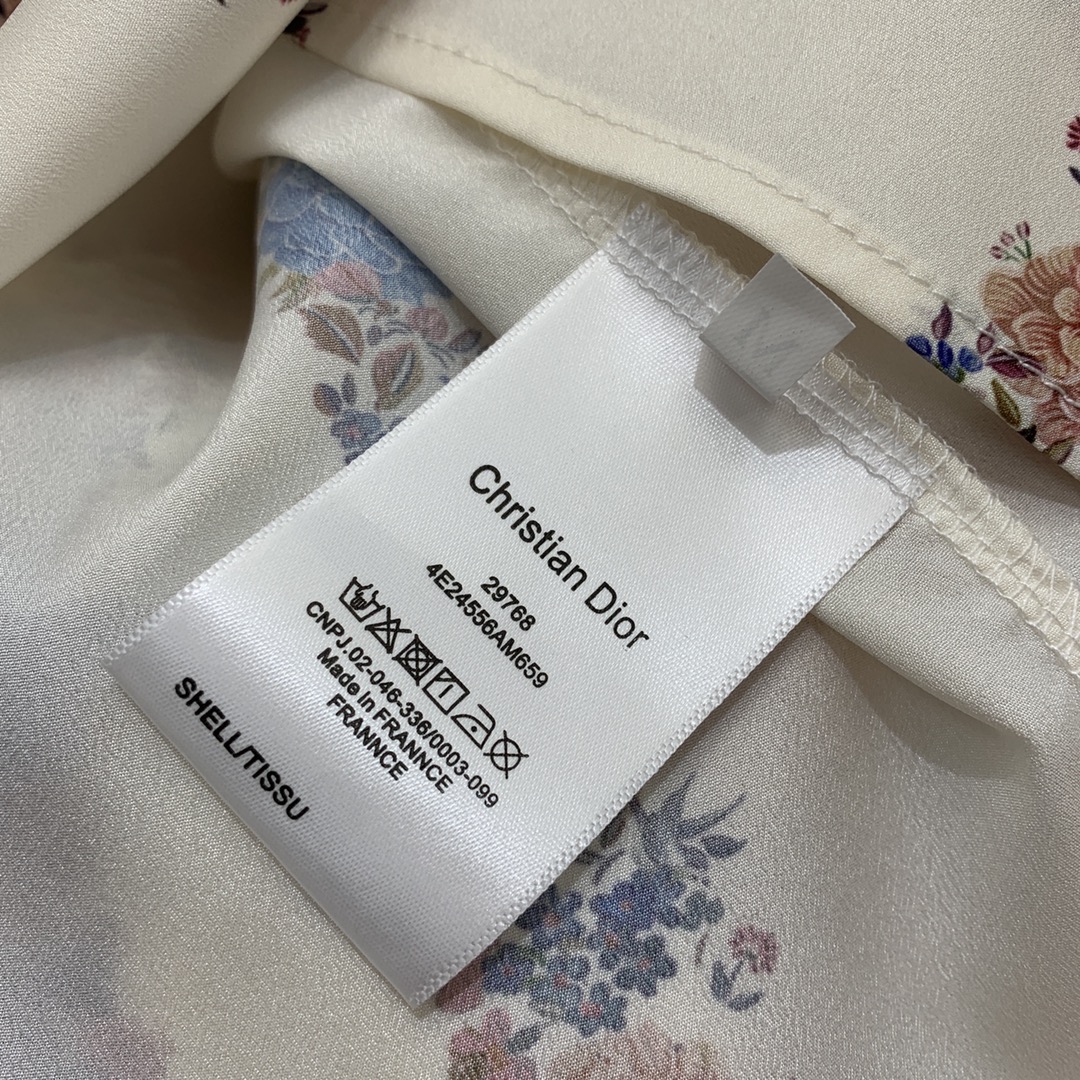 Christian Dior
29768
4E24556AM659
CNPJ.02-046-336/0003-099
Made in FRANNCE
FRANNCE
SHELL/TISSU